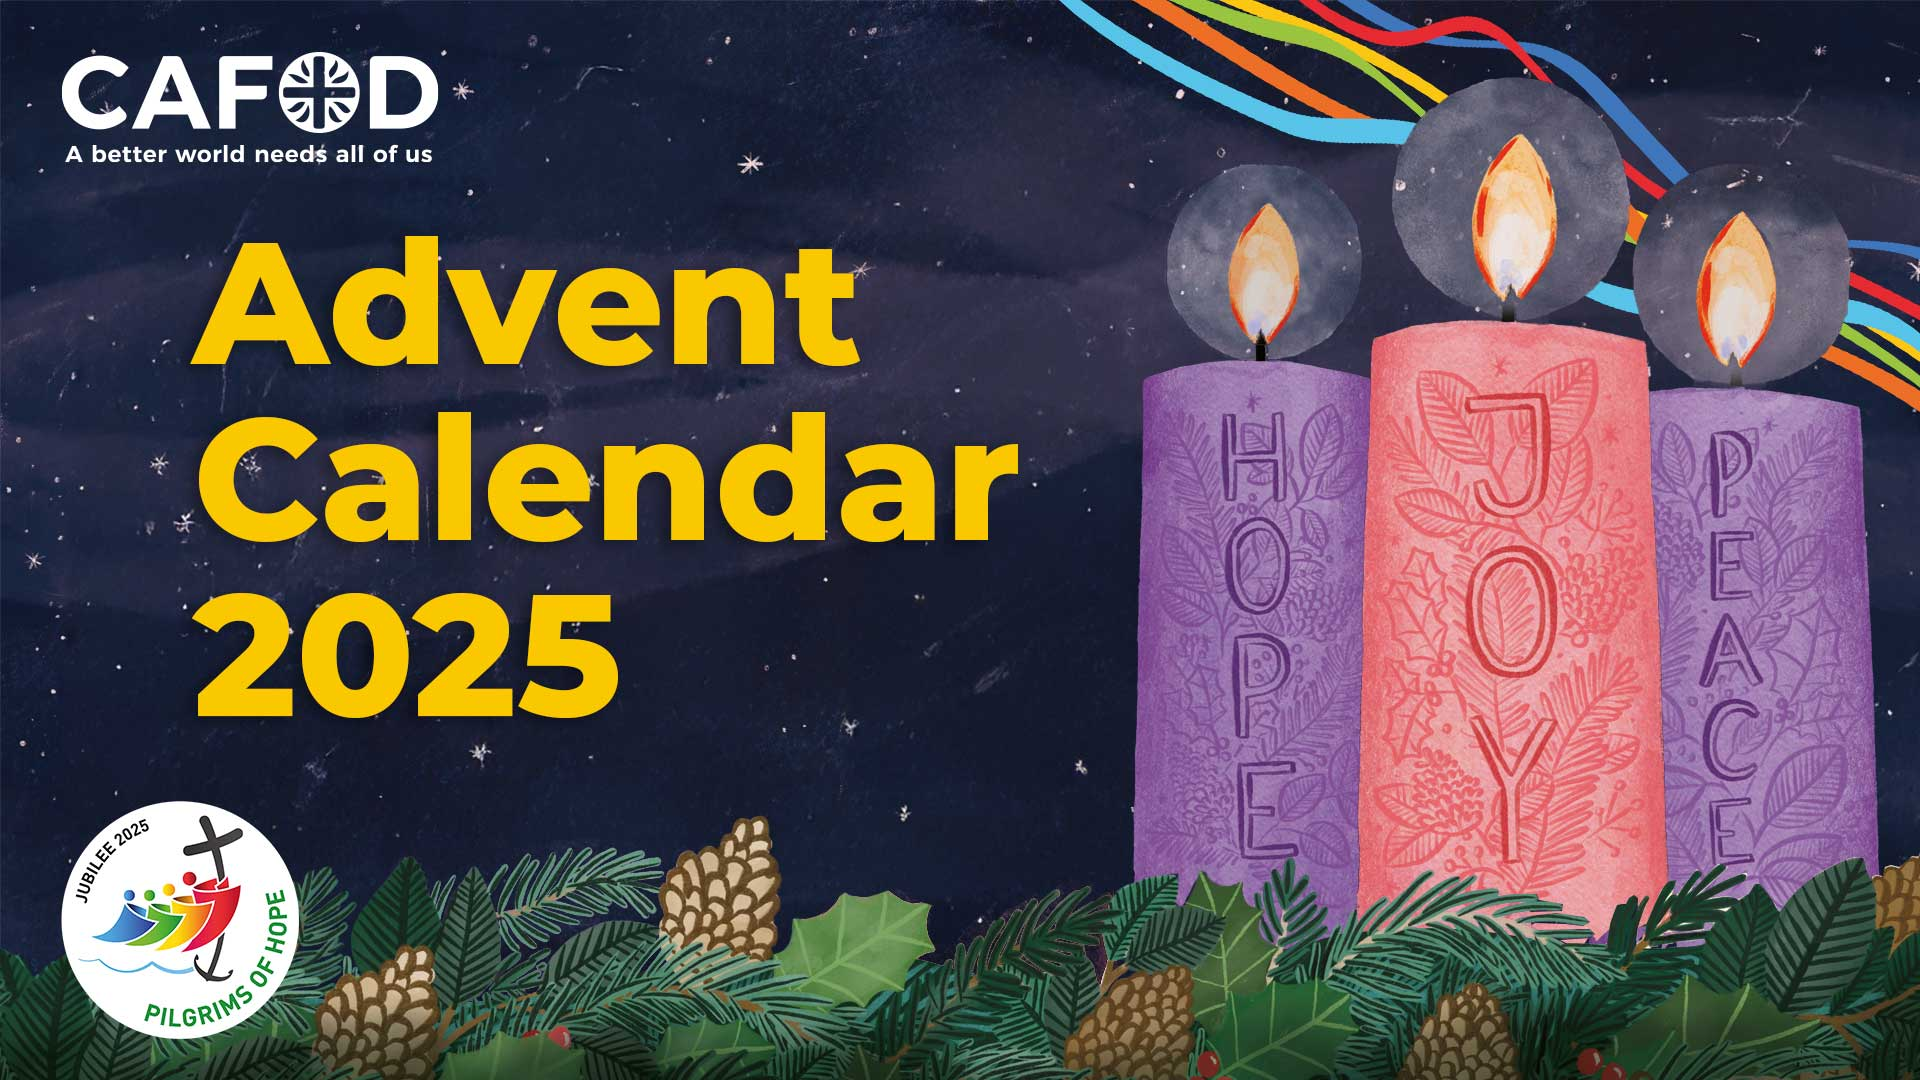 CAFOD
A better world needs all of us
Advent
Calendar
2025
HOPE
JOY
PEACE
JUBILEE 2025
PILGRIMS OF HOPE